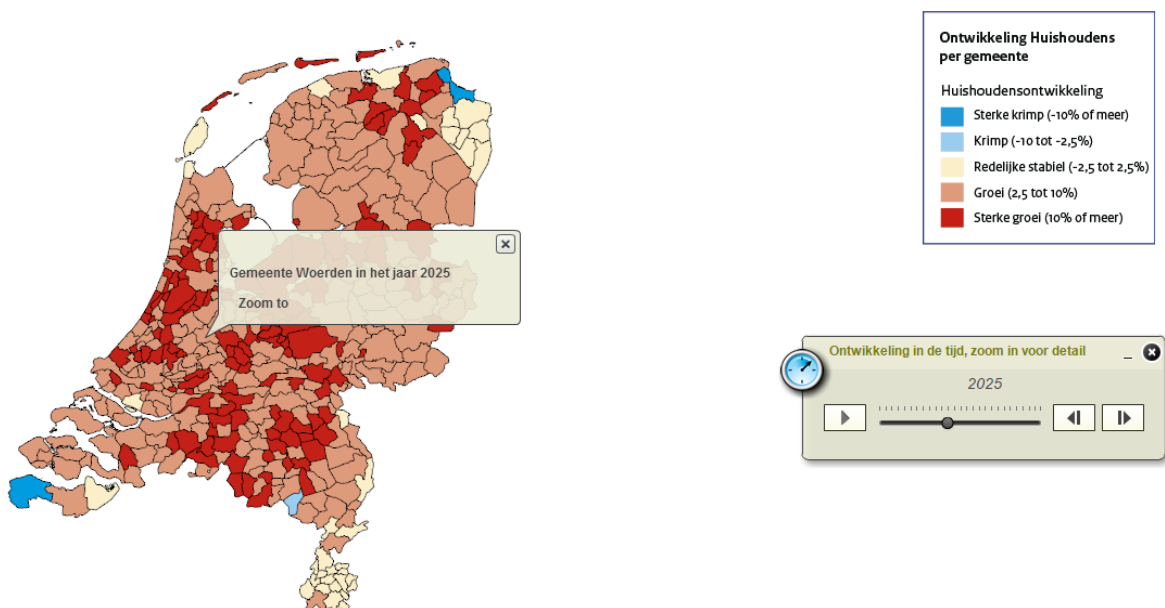 Ontwikkeling Huishoudens
per gemeente
Huishoudensontwikkeling
Sterke krimp (-10% of meer)
Krimp (-10 tot -2,5%)
Redelijke stabiel (-2,5 tot 2,5%)
Groei (2,5 tot 10%)
Sterke groei (10% of meer)
Gemeente Woerden in het jaar 2025
Zoom to
Ontwikkeling in de tijd, zoom in voor detail
2025